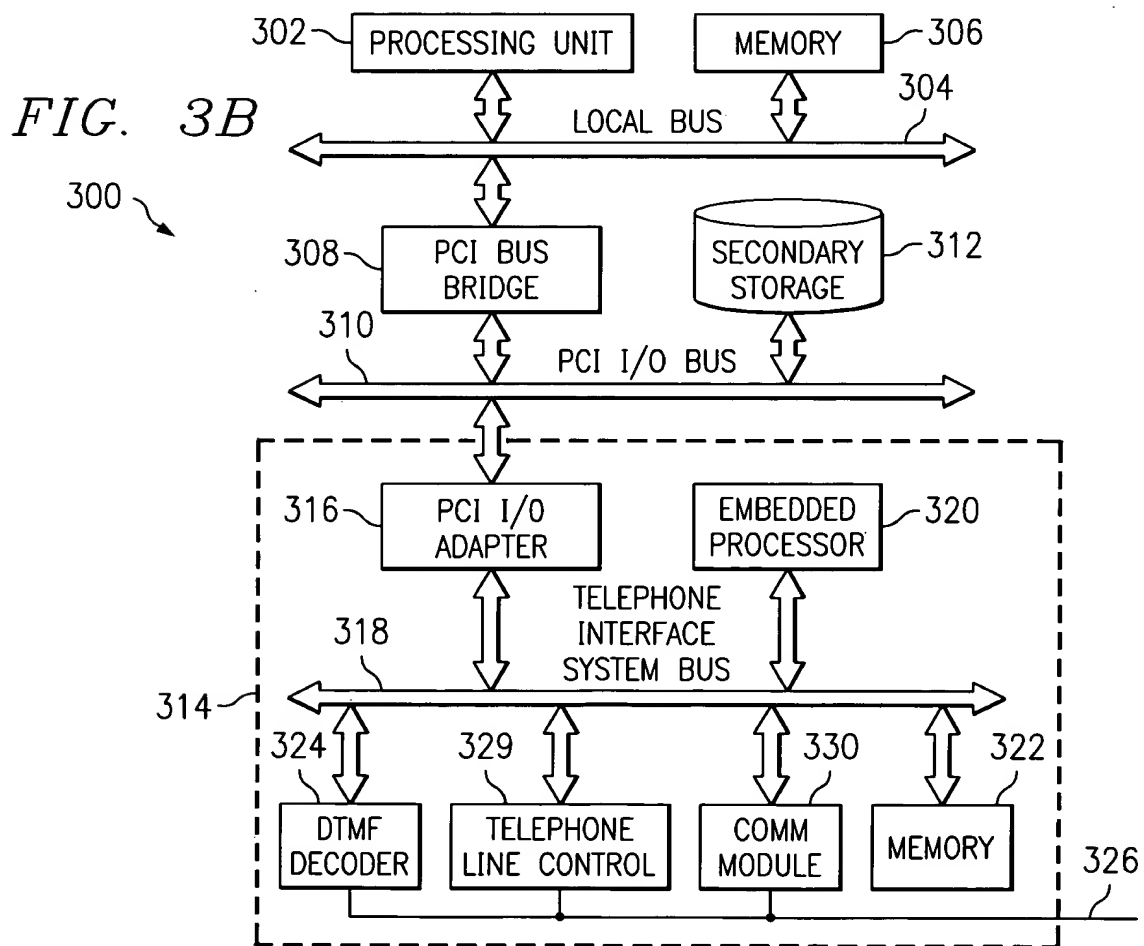 302
PROCESSING UNIT
MEMORY
306
FIG. 3B
304
LOCAL BUS
300
308
PCI BUS
BRIDGE
SECONDARY
STORAGE
312
310
PCI I/O BUS
316
PCI I/O
ADAPTER
EMBEDDED
PROCESSOR
320
TELEPHONE
INTERFACE
SYSTEM BUS
318
314
324
329
330
322
DTMF
DECODER
TELEPHONE
LINE CONTROL
COMM
MODULE
MEMORY
326